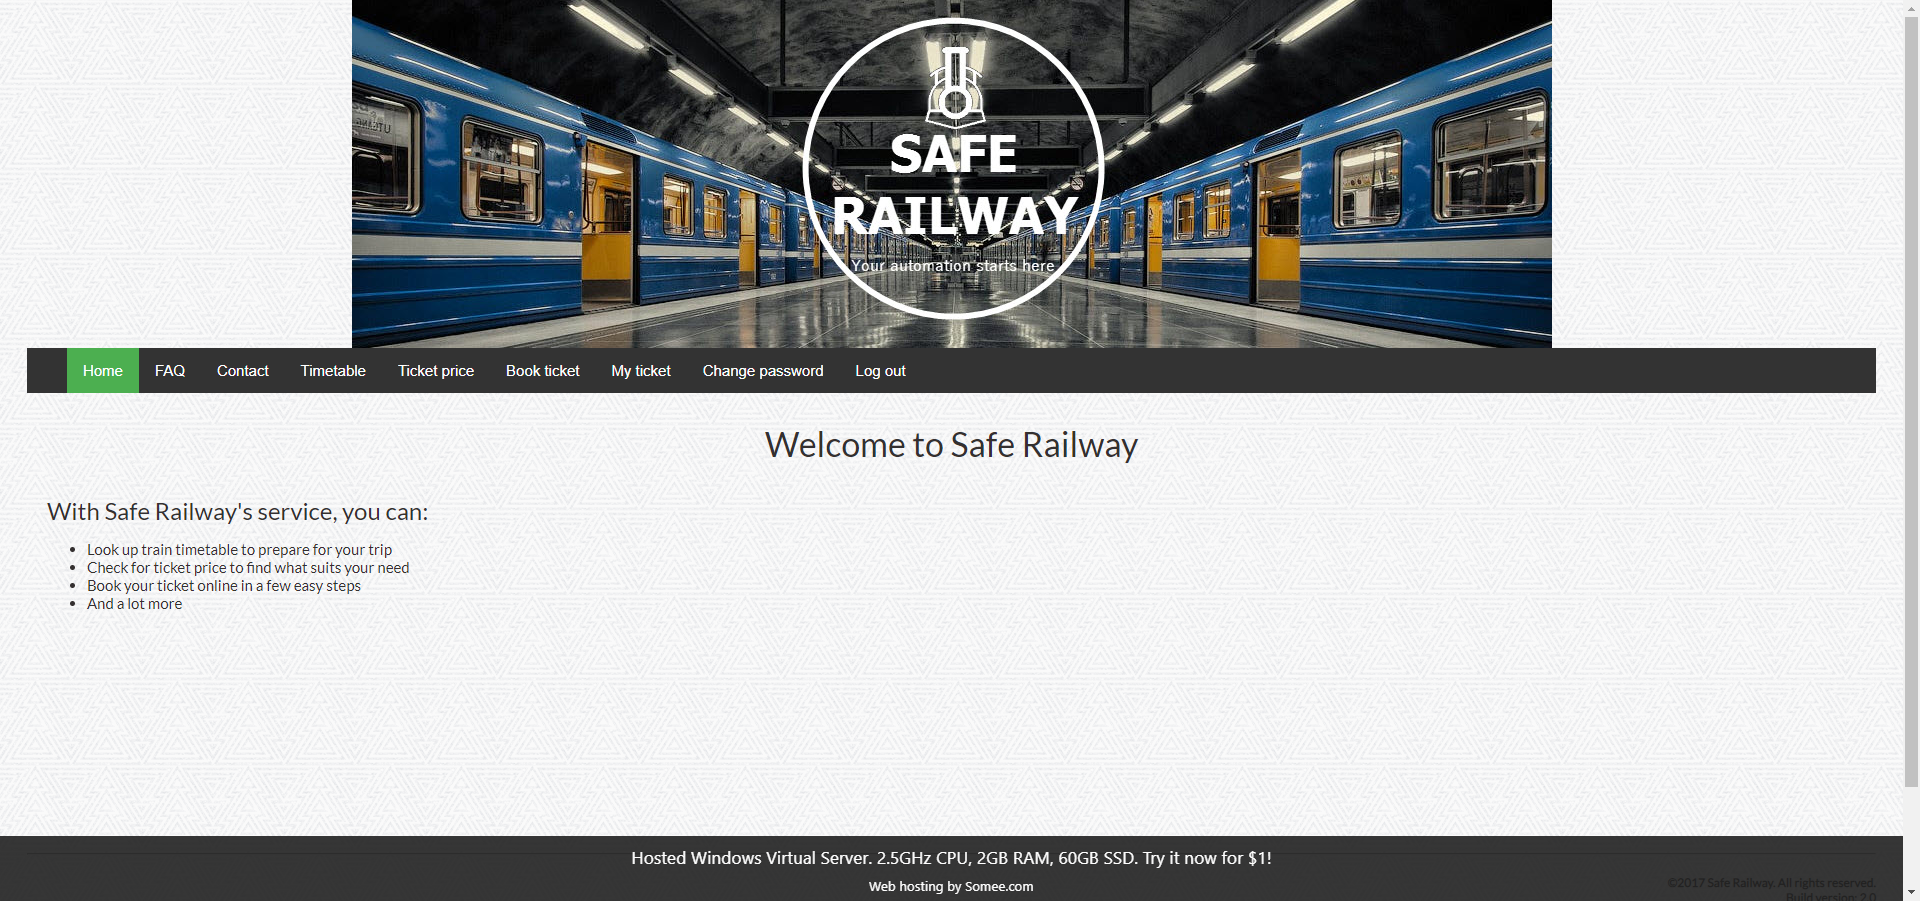 SAFE
RAILWAY
Your automation starts here
Home FAQ Contact Timetable Ticket price Book ticket My ticket Change password Log out
Welcome to Safe Railway
With Safe Railway's service, you can:
Look up train timetable to prepare for your trip
Check for ticket price to find what suits your need
Book your ticket online in a few easy steps
And a lot more
Hosted Windows Virtual Server. 2.5GHz CPU, 2GB RAM, 60GB SSD. Try it now for $1!
Web hosting by Somee.com
©2017 Safe Railway. All rights reserved.
Build version: 2.0